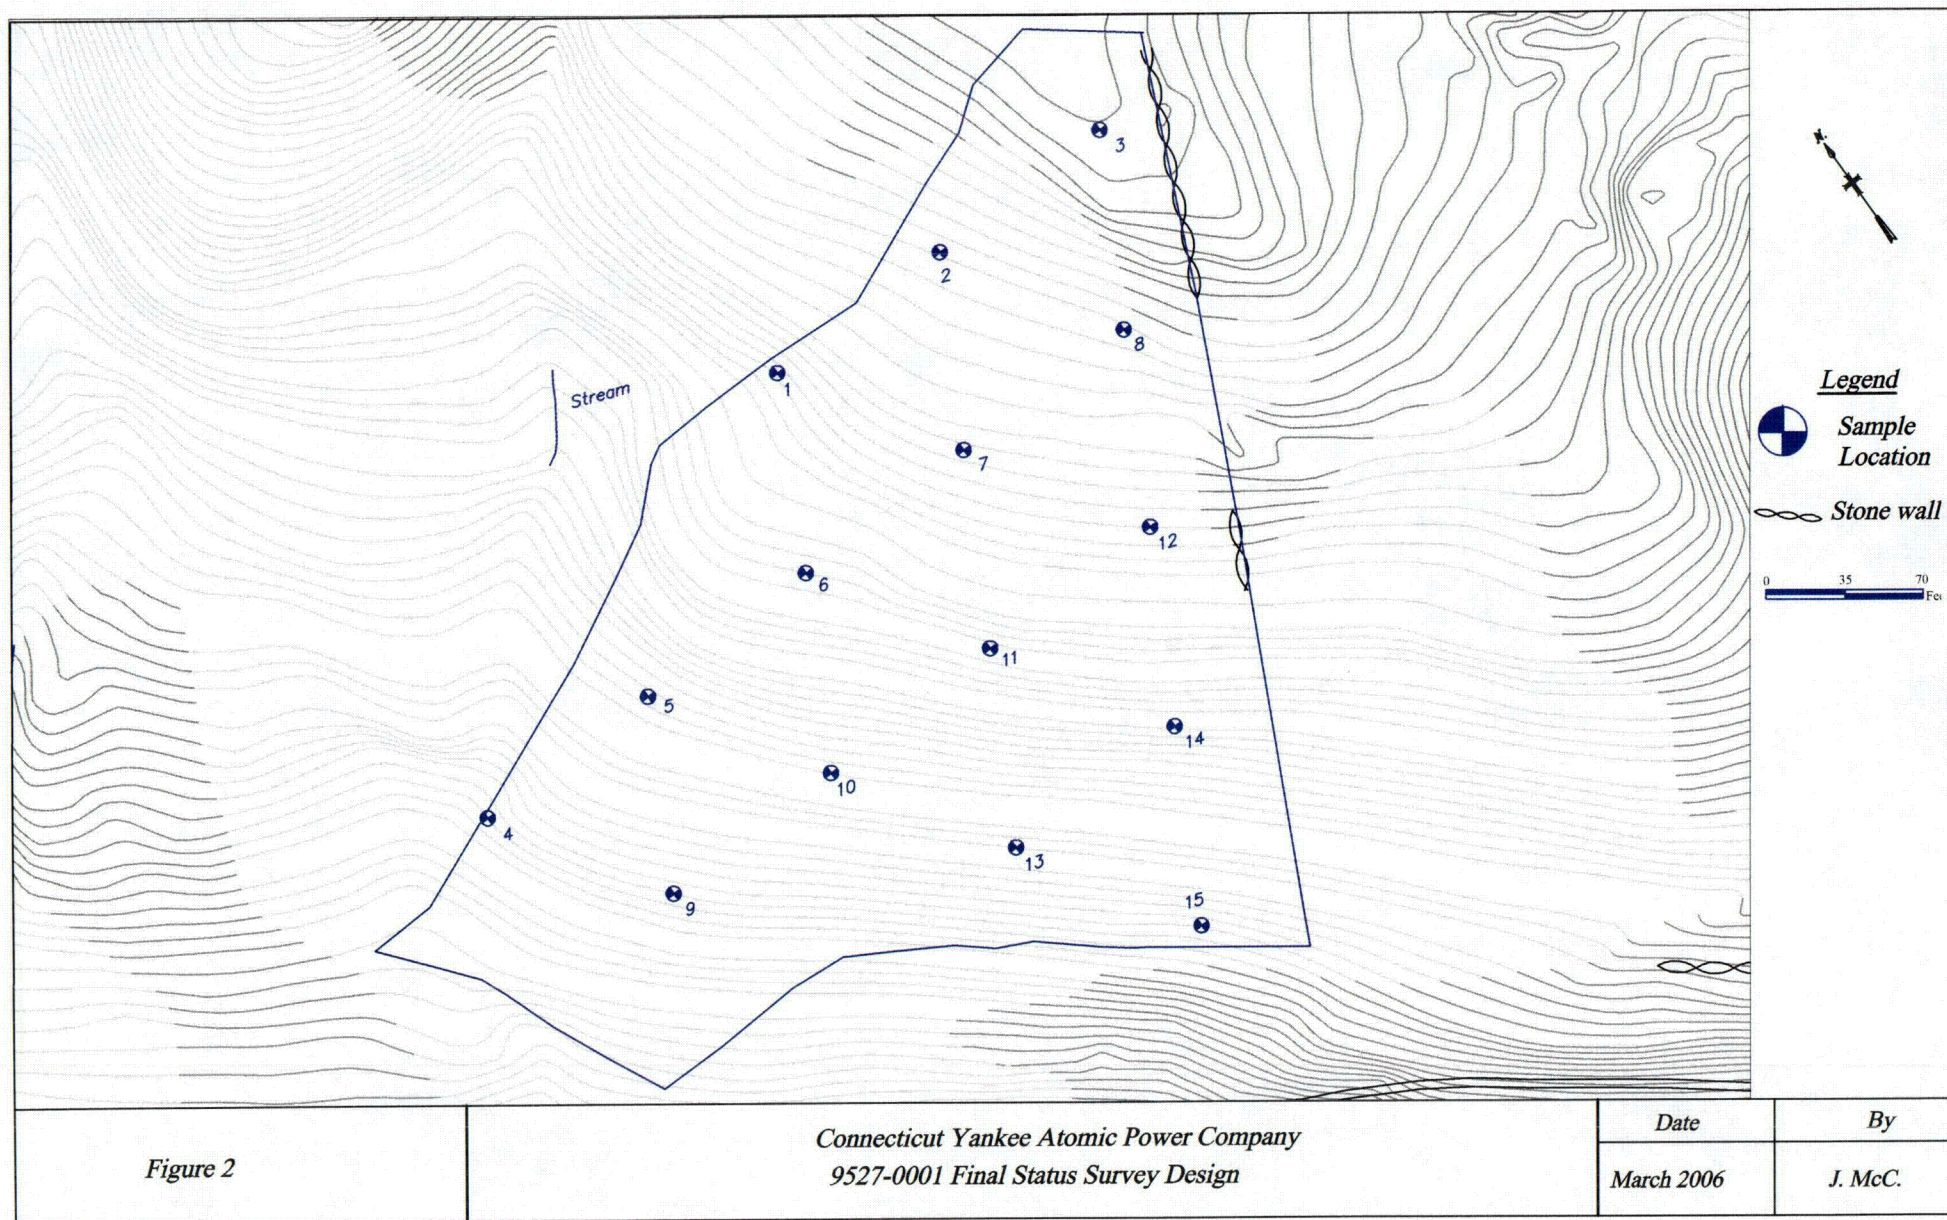 3
2
8
1
Stream
7
12
6
11
5
14
10
4
13
9
15
N
Legend
Sample
Location
Stone wall
0 35 70
Figure 2
Connecticut Yankee Atomic Power Company
9527-0001 Final Status Survey Design
Date
By
March 2006
J. McC.